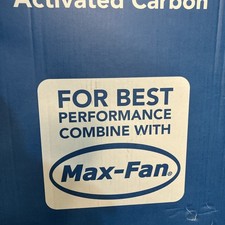 Activated Carbon
FOR BEST
PERFORMANCE
COMBINE WITH
Max-Fan®